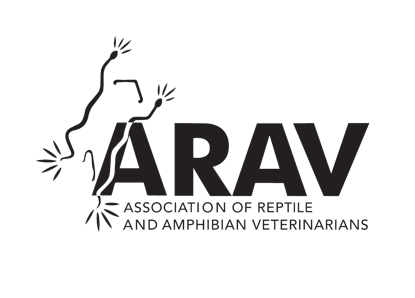 ARAV
ASSOCIATION OF REPTILE
AND AMPHIBIAN VETERINARIANS